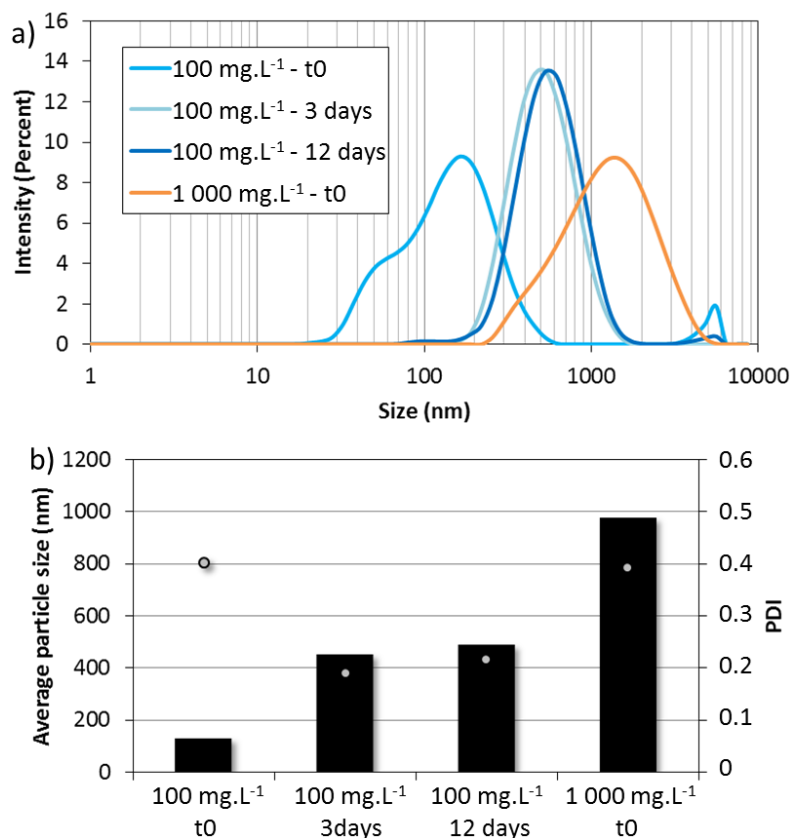 a)
16
14
12
10
8
6
4
2
0
Intensity (Percent)
100 mg.L⁻¹ - t0
100 mg.L⁻¹ - 3 days
100 mg.L⁻¹ - 12 days
1 000 mg.L⁻¹ - t0
1 10 100 1000 10000
Size (nm)
b)
1200
1000
800
600
400
200
0
Average particle size (nm)
0.6
0.5
0.4
0.3
0.2
0.1
0
PDI
100 mg.L⁻¹ 100 mg.L⁻¹ 100 mg.L⁻¹ 1 000 mg.L⁻¹
t0 3days 12 days t0